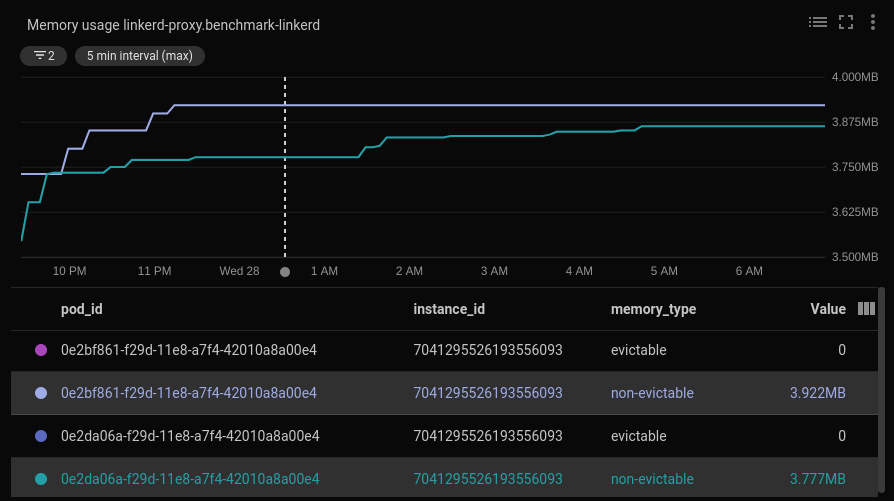 Memory usage linkerd-proxy.benchmark-linkerd
2
5 min interval (max)
4.000MB
3.875MB
3.750MB
3.625MB
3.500MB
10 PM 11 PM Wed 28 1 AM 2 AM 3 AM 4 AM 5 AM 6 AM
pod_id instance_id memory_type Value
0e2bf861-f29d-11e8-a7f4-42010a8a00e4 7041295526193556093 evictable 0
0e2bf861-f29d-11e8-a7f4-42010a8a00e4 7041295526193556093 non-evictable 3.922MB
0e2da06a-f29d-11e8-a7f4-42010a8a00e4 7041295526193556093 evictable 0
0e2da06a-f29d-11e8-a7f4-42010a8a00e4 7041295526193556093 non-evictable 3.777MB